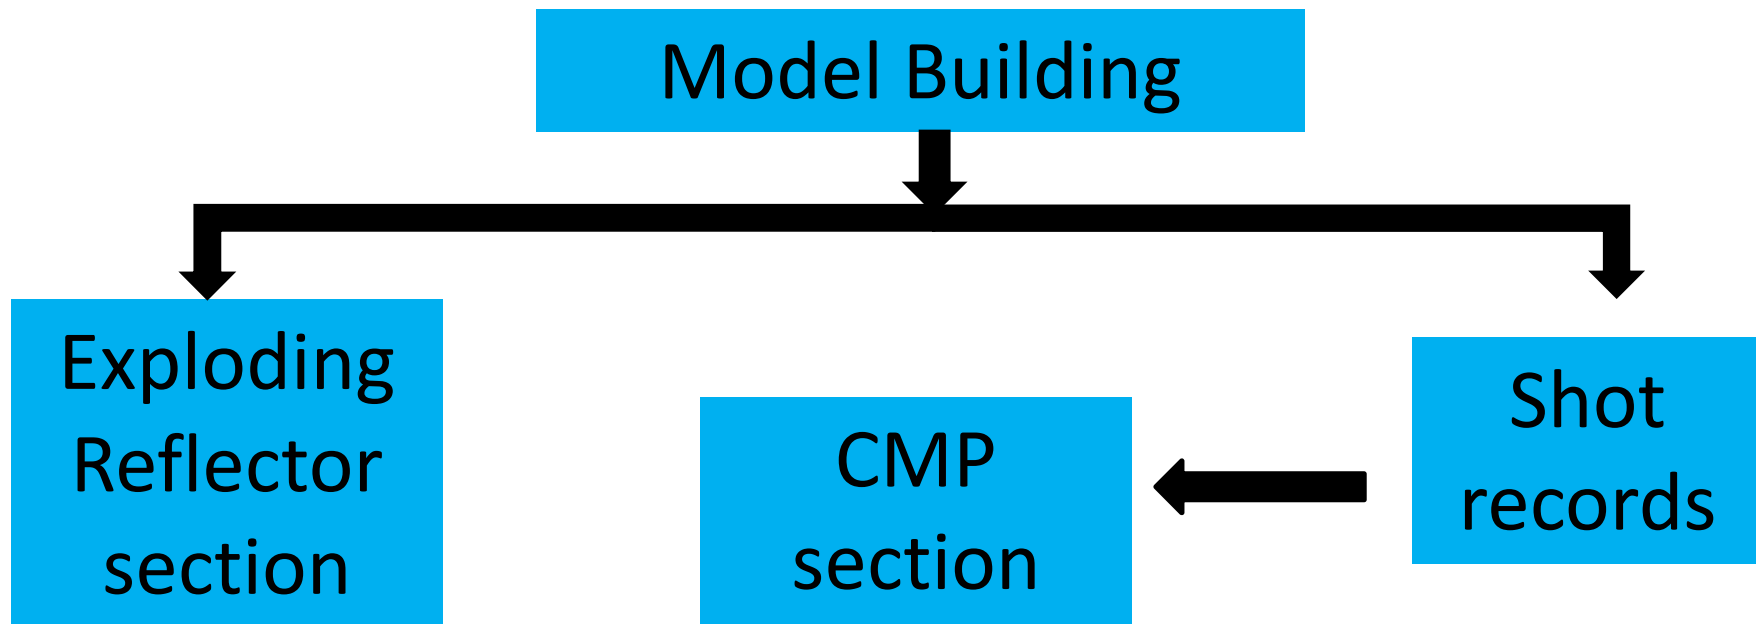 Model Building
Exploding
Reflector
section
CMP
section
Shot
records